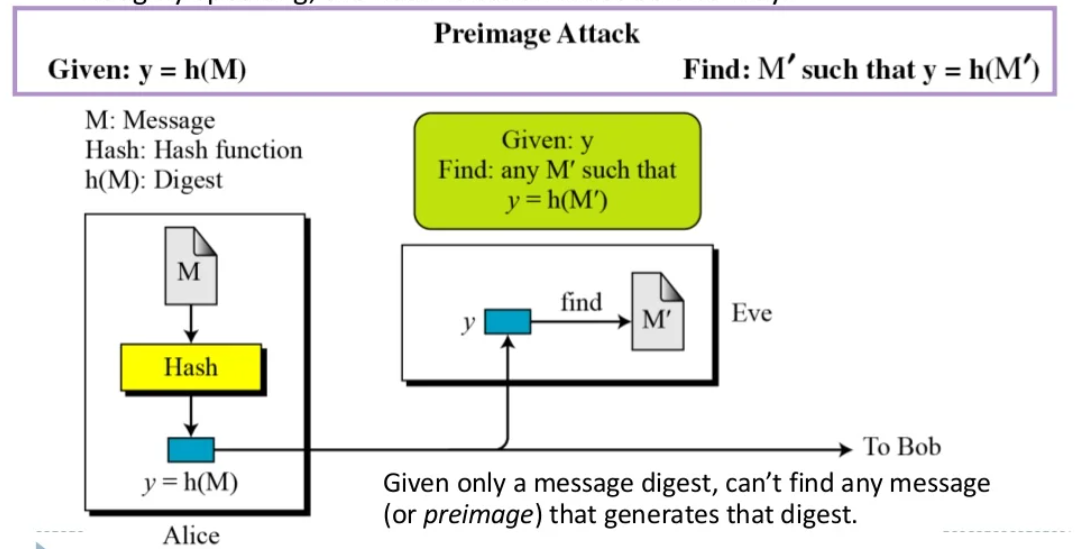 Preimage Attack
Given: y = h(M)
Find: M′ such that y = h(M′)
M: Message
Hash: Hash function
h(M): Digest
Given: y
Find: any M′ such that
y = h(M′)
M
Hash
y = h(M)
Alice
y
find
M′
Eve
To Bob
Given only a message digest, can’t find any message
(or preimage) that generates that digest.